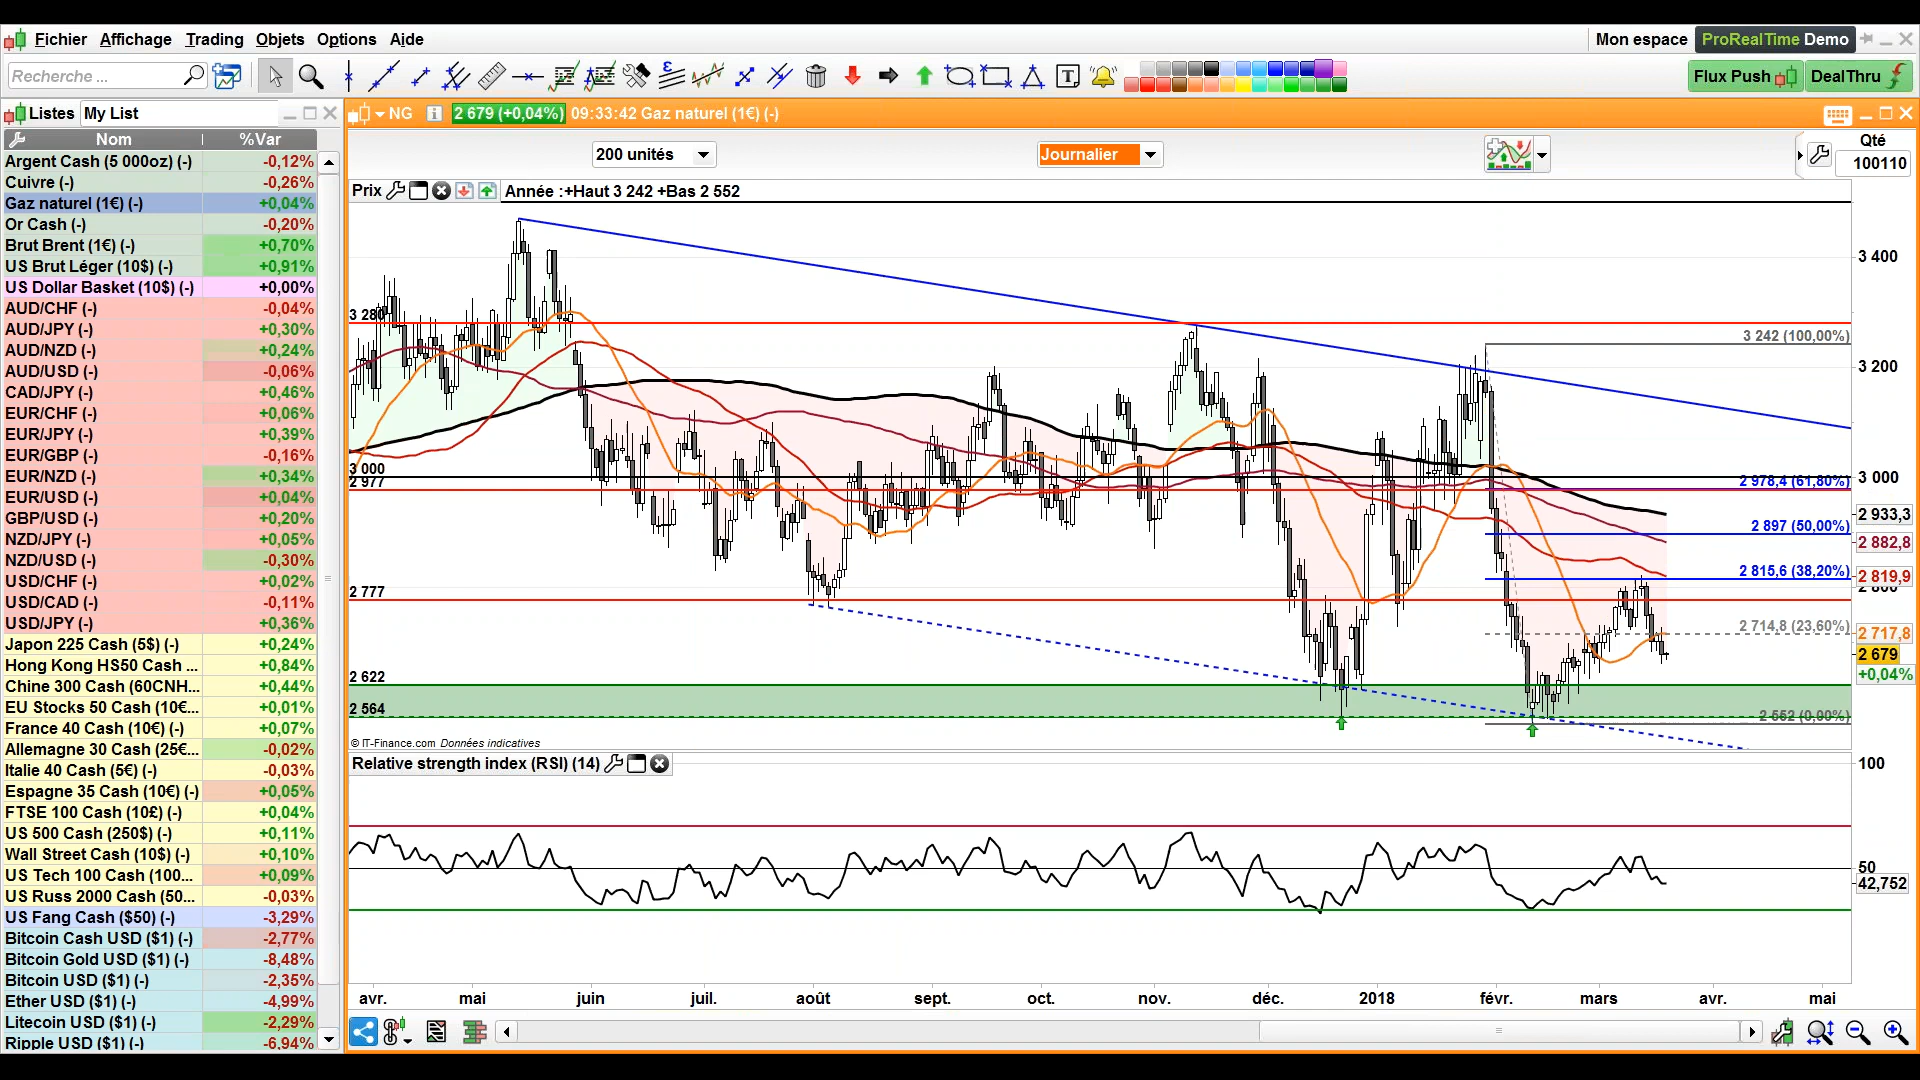 Fichier Affichage Trading Objets Options Aide
Mon espace ProRealTime Demo
Recherche ...
Flux Push DealThru
Listes My List
Nom %Var
Argent Cash (5 000oz) (-) -0,12%
Cuivre (-) -0,26%
Gaz naturel (1€) (-) +0,04%
Or Cash (-) -0,20%
Brut Brent (1€) (-) +0,70%
US Brut Léger (10$) (-) +0,91%
US Dollar Basket (10$) (-) +0,00%
AUD/CHF (-) -0,04%
AUD/JPY (-) +0,30%
AUD/NZD (-) +0,24%
AUD/USD (-) -0,06%
CAD/JPY (-) +0,46%
EUR/CHF (-) +0,06%
EUR/JPY (-) +0,39%
EUR/GBP (-) -0,16%
EUR/NZD (-) +0,34%
EUR/USD (-) +0,04%
GBP/USD (-) +0,20%
NZD/JPY (-) +0,05%
NZD/USD (-) -0,30%
USD/CHF (-) +0,02%
USD/CAD (-) -0,11%
USD/JPY (-) +0,36%
Japon 225 Cash (5$) (-) +0,24%
Hong Kong HS50 Cash ... +0,84%
Chine 300 Cash (60CNH... +0,44%
EU Stocks 50 Cash (10€... +0,01%
France 40 Cash (10€) (-) +0,07%
Allemagne 30 Cash (25€... -0,02%
Italie 40 Cash (5€) (-) -0,03%
Espagne 35 Cash (10€) (-) +0,05%
FTSE 100 Cash (10£) (-) +0,04%
US 500 Cash (250$) (-) +0,11%
Wall Street Cash (10$) (-) +0,10%
US Tech 100 Cash (100... +0,09%
US Russ 2000 Cash (50... -0,03%
US Fang Cash ($50) (-) -3,29%
Bitcoin Cash USD ($1) (-) -2,77%
Bitcoin Gold USD ($1) (-) -8,48%
Bitcoin USD ($1) (-) -2,35%
Ether USD ($1) (-) -4,99%
Litecoin USD ($1) (-) -2,29%
Ripple USD ($1) (-) -6,94%
NG i 2 679 (+0,04%) 09:33:42 Gaz naturel (1€) (-)
200 unités Journalier
Qté
100110
Prix Année :+Haut 3 242 +Bas 2 552
3 400
3 280
3 242 (100,00%)
3 200
3 000 3 000
2 977 2 978,4 (61,80%)
2 933,3
2 897 (50,00%)
2 882,8
2 815,6 (38,20%) 2 819,9
2 800
2 777
2 714,8 (23,60%) 2 717,8
2 679
+0,04%
2 622
2 564
2 552 (0,00%)
© IT-Finance.com Données indicatives
Relative strength index (RSI) (14)
100
50
42,752
avr. mai juin juil. août sept. oct. nov. déc. 2018 févr. mars avr. mai